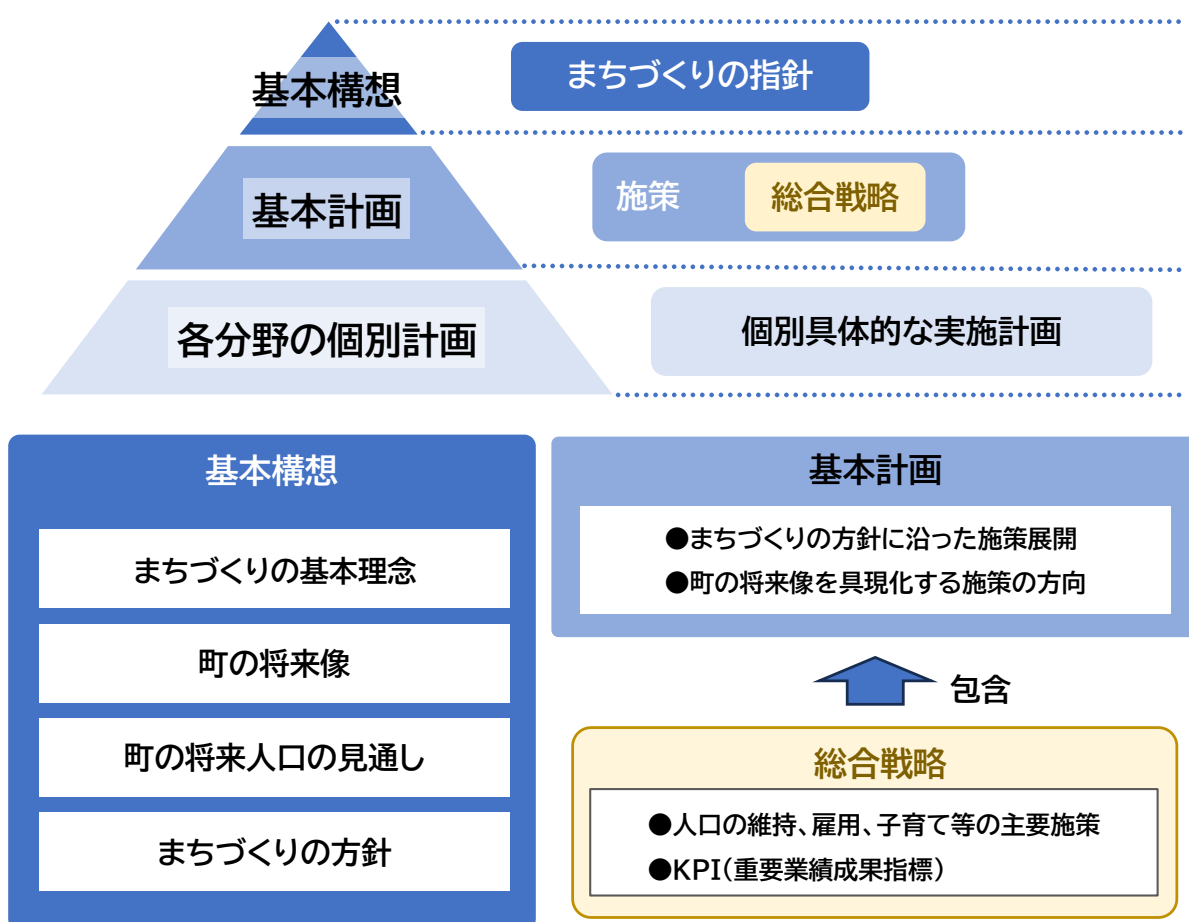 基本構想
まちづくりの指針
基本計画
施策
総合戦略
各分野の個別計画
個別具体的な実施計画
基本構想
まちづくりの基本理念
町の将来像
町の将来人口の見通し
まちづくりの方針
基本計画
●まちづくりの方針に沿った施策展開
●町の将来像を具現化する施策の方向
包含
総合戦略
●人口の維持、雇用、子育て等の主要施策
●KPI(重要業績成果指標)